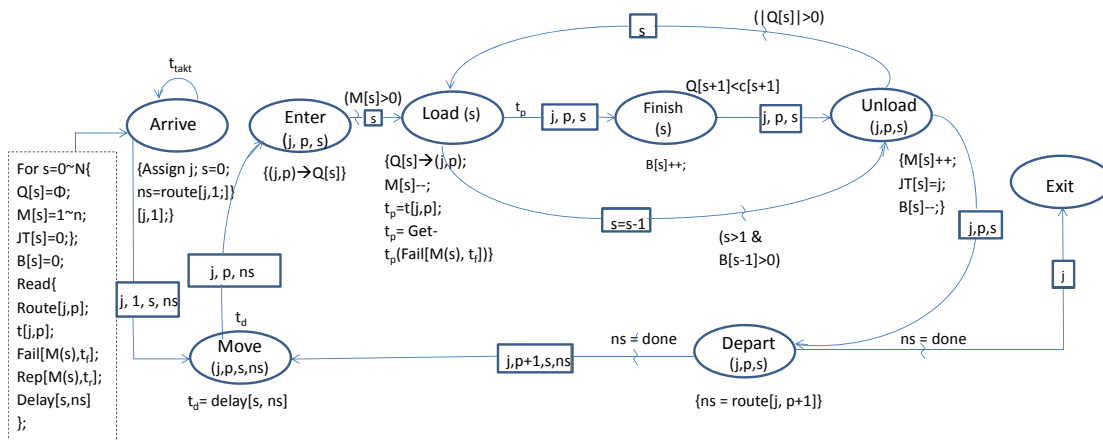 s
(|Q[s]|>0)
t_takt
Arrive
Enter
(j, p, s)
(M[s]>0)
s
Load (s)
t_p
j, p, s
Finish
(s)
Q[s+1]<c[s+1]
j, p, s
Unload
(j,p,s)
For s=0~N{
Q[s]=Φ;
M[s]=1~n;
JT[s]=0;};
B[s]=0;
Read{
Route[j,p];
t[j,p];
Fail[M(s),t_f];
Rep[M(s),t_r];
Delay[s,ns]
};
{Assign j; s=0;
ns=route[j,1;]}
[j,1];}
{(j,p)→Q[s]}
{Q[s]→(j,p);
M[s]--;
t_p=t[j,p];
t_p= Get-
t_p(Fail[M(s), t_f])}
B[s]++;
{M[s]++;
JT[s]=j;
B[s]--;}
Exit
s=s-1
(s>1 &
B[s-1]>0)
j,p,s
j
j, p, ns
j, 1, s, ns
t_d
Move
(j,p,s,ns)
t_d= delay[s, ns]
j,p+1,s,ns
ns = done
Depart
(j,p,s)
ns = done
{ns = route[j, p+1]}